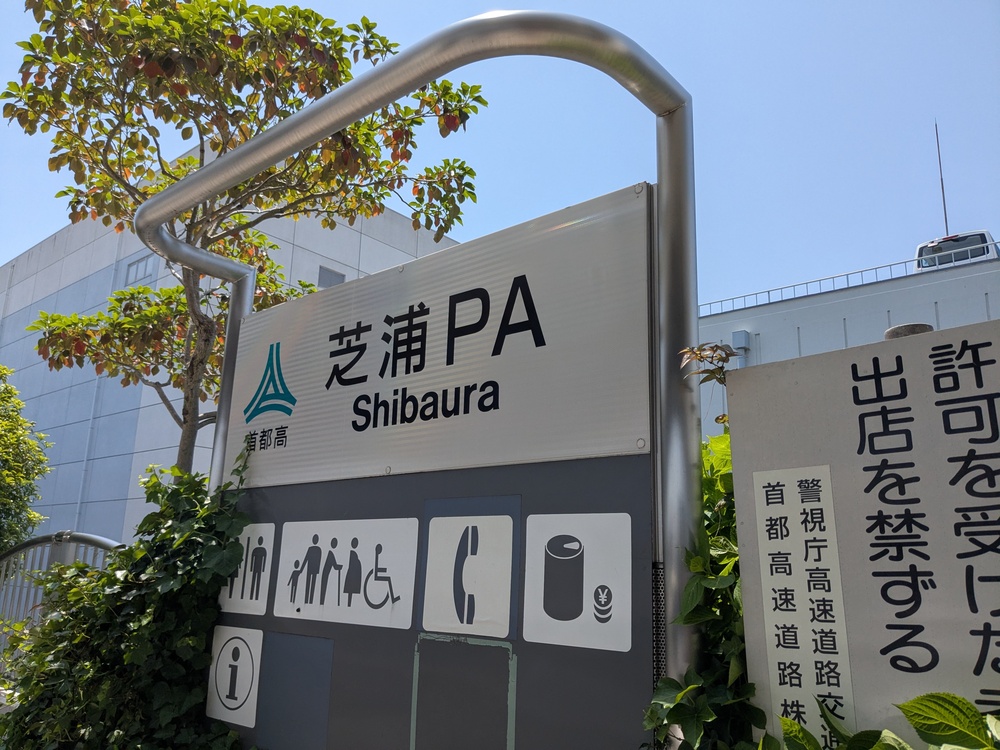 芝浦PA
Shibaura
首都高
i
¥
許可を受けた
出店を禁ずる
警視庁高速道路交通
首都高速道路株